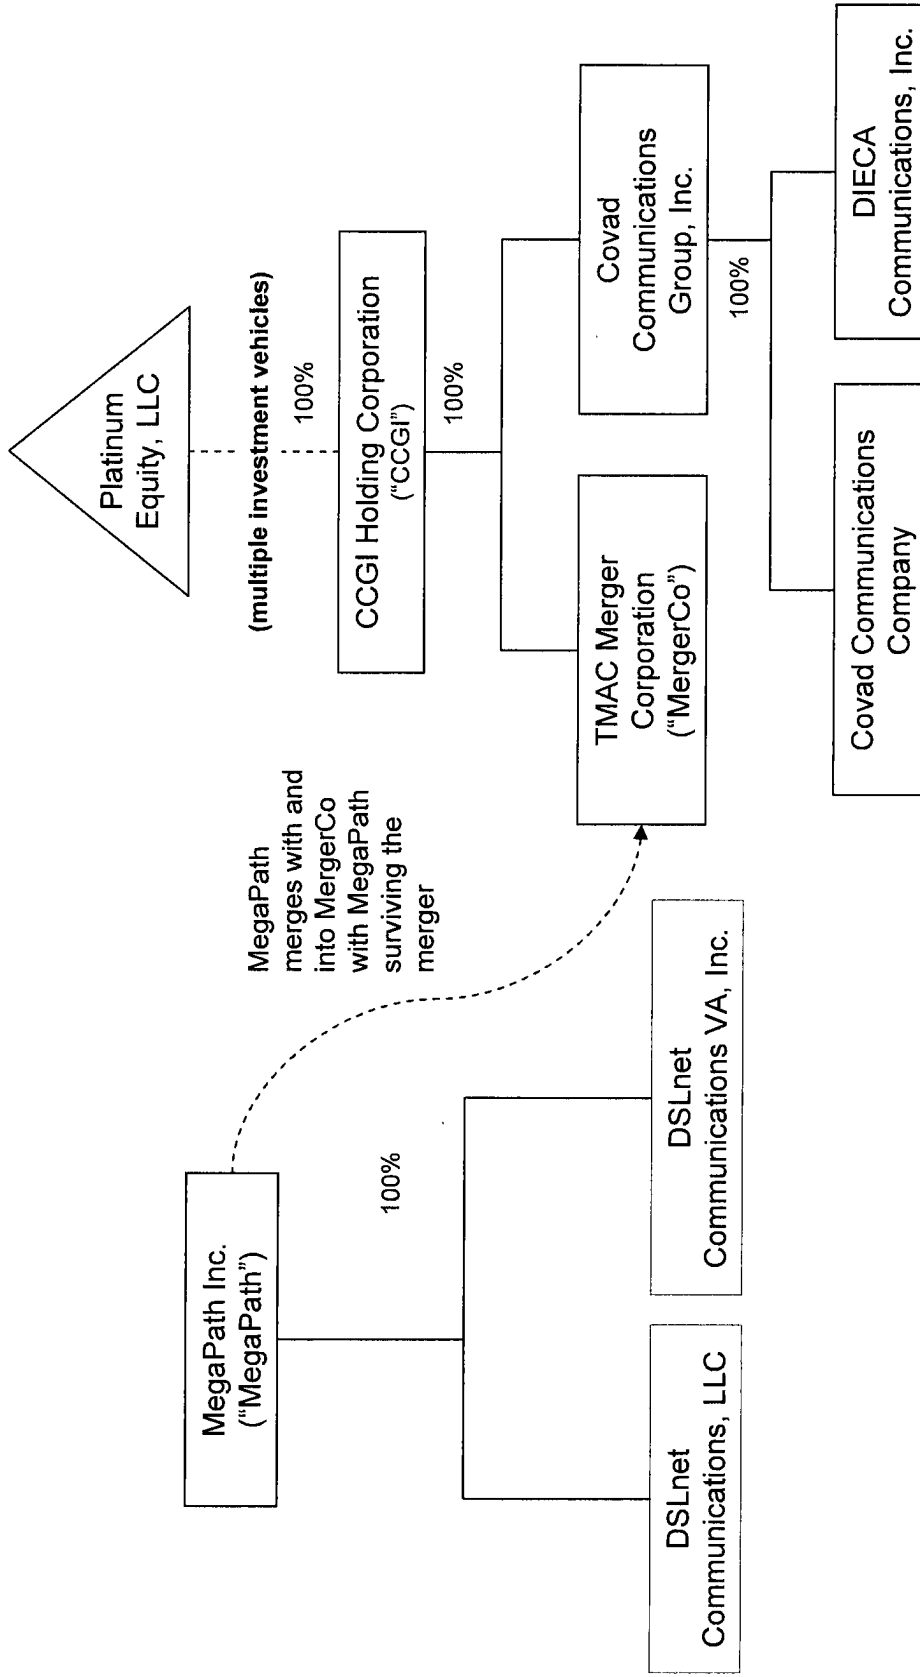 Platinum
Equity, LLC
(multiple investment vehicles)
100%
CCGI Holding Corporation
("CCGI")
100%
MegaPath Inc.
("MegaPath")
MegaPath
merges with and
into MergerCo
with MegaPath
surviving the
merger
100%
TMAC Merger
Corporation
("MergerCo")
Covad
Communications
Group, Inc.
100%
DSLnet
Communications, LLC
DSLnet
Communications VA, Inc.
Covad Communications
Company
DIECA
Communications, Inc.